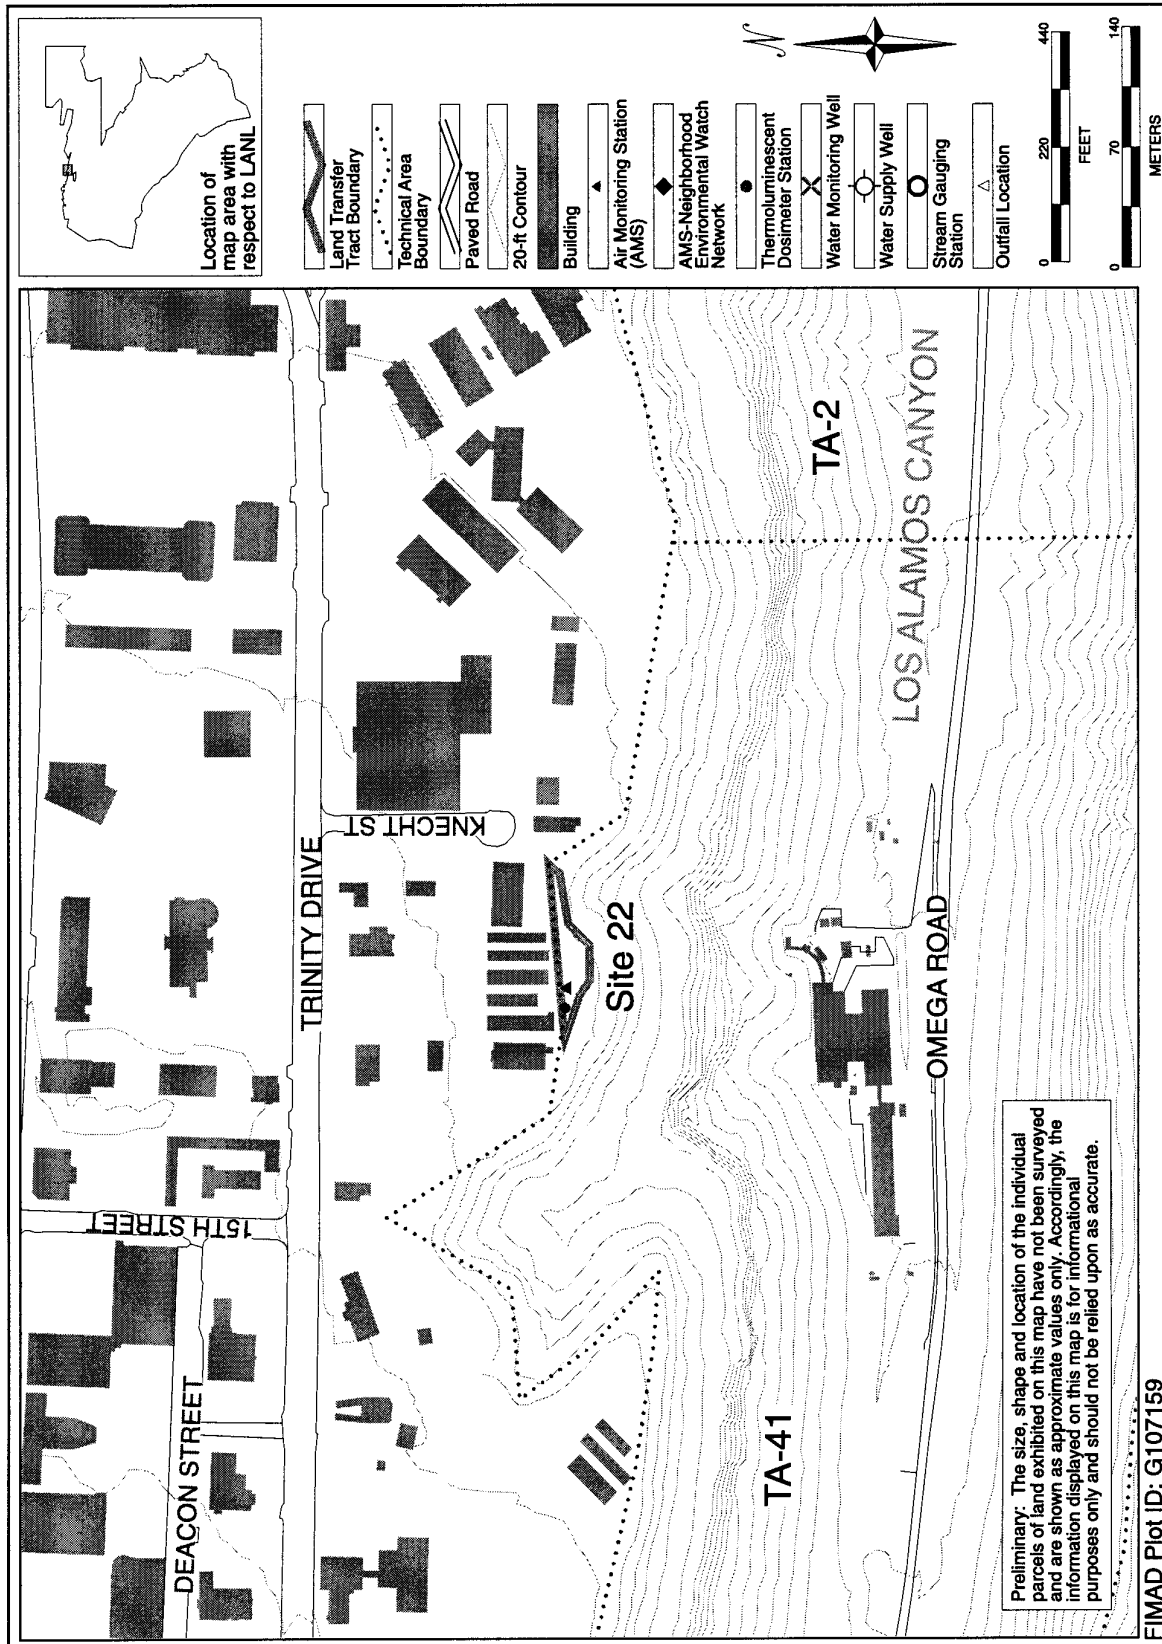 Location of
map area with
respect to LANL
Land Transfer
Tract Boundary
Technical Area
Boundary
Paved Road
20-ft Contour
Building
Air Monitoring Station
(AMS)
AMS-Neighborhood
Environmental Watch
Network
Thermoluminescent
Dosimeter Station
Water Monitoring Well
Water Supply Well
Stream Gauging
Station
Outfall Location
N
0 220 440
FEET
0 70 140
METERS
DEACON STREET
15TH STREET
TRINITY DRIVE
KNECHT ST
Site 22
TA-41
TA-2
LOS ALAMOS CANYON
OMEGA ROAD
Preliminary: The size, shape and location of the individual
parcels of land exhibited on this map have not been surveyed
and are shown as approximate values only. Accordingly, the
information displayed on this map is for informational
purposes only and should not be relied upon as accurate.
FIMAD Plot ID: G107159